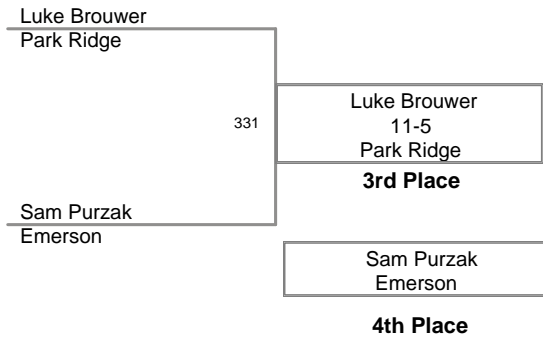 Luke Brouwer
Park Ridge
331
Luke Brouwer
11-5
Park Ridge
3rd Place
Sam Purzak
Emerson
Sam Purzak
Emerson
4th Place